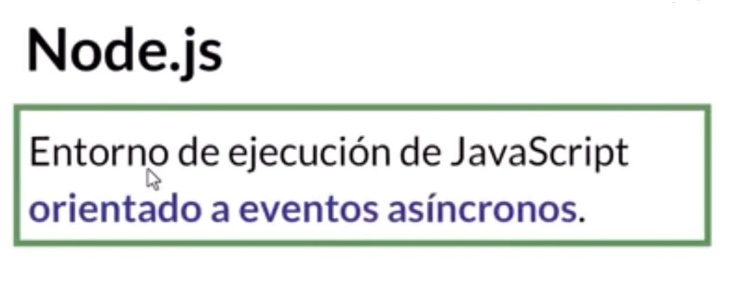 Node.js
Entorno de ejecución de JavaScript
orientado a eventos asíncronos.